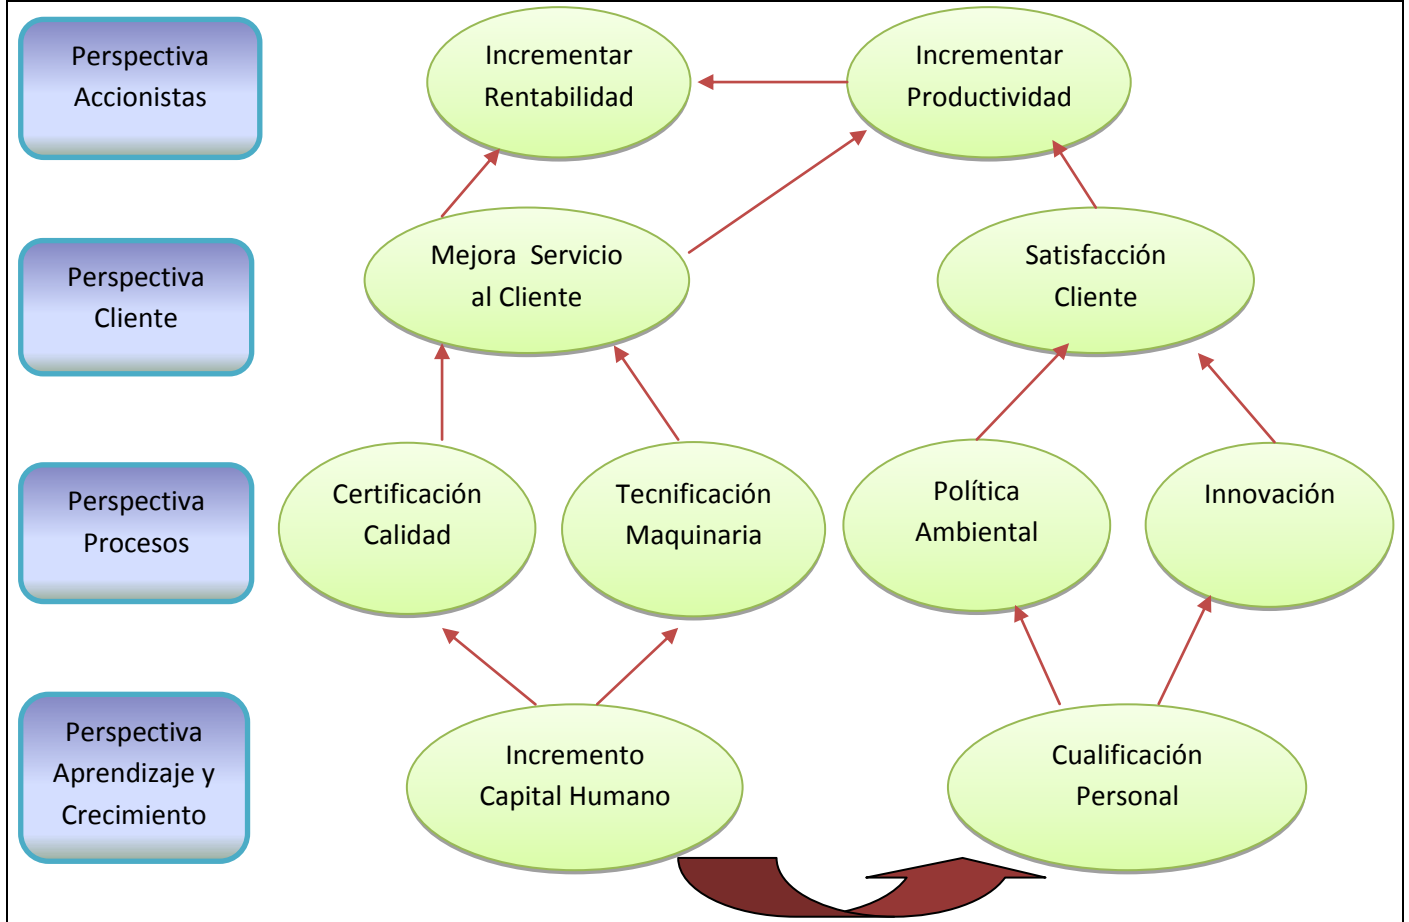 Perspectiva
Accionistas
Incrementar
Rentabilidad
Incrementar
Productividad
Perspectiva
Cliente
Mejora  Servicio
al Cliente
Satisfacción
Cliente
Perspectiva
Procesos
Certificación
Calidad
Tecnificación
Maquinaria
Política
Ambiental
Innovación
Perspectiva
Aprendizaje y
Crecimiento
Incremento
Capital Humano
Cualificación
Personal